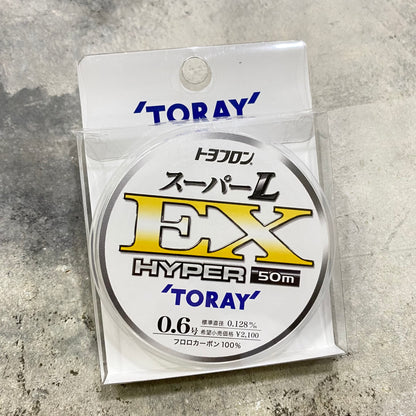 'TORAY'
トヨフロン®
スーパーL
EX
HYPER 50m
'TORAY'
0.6号 標準直径 0.128%
希望小売価格 ¥2,100
フロロカーボン100%